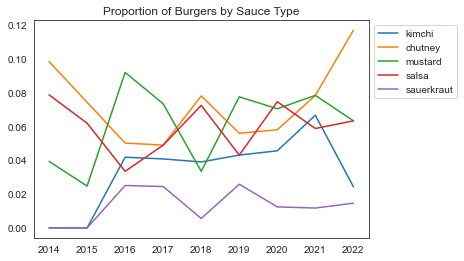 Proportion of Burgers by Sauce Type
0.12
0.10
0.08
0.06
0.04
0.02
0.00
2014 2015 2016 2017 2018 2019 2020 2021 2022
kimchi
chutney
mustard
salsa
sauerkraut